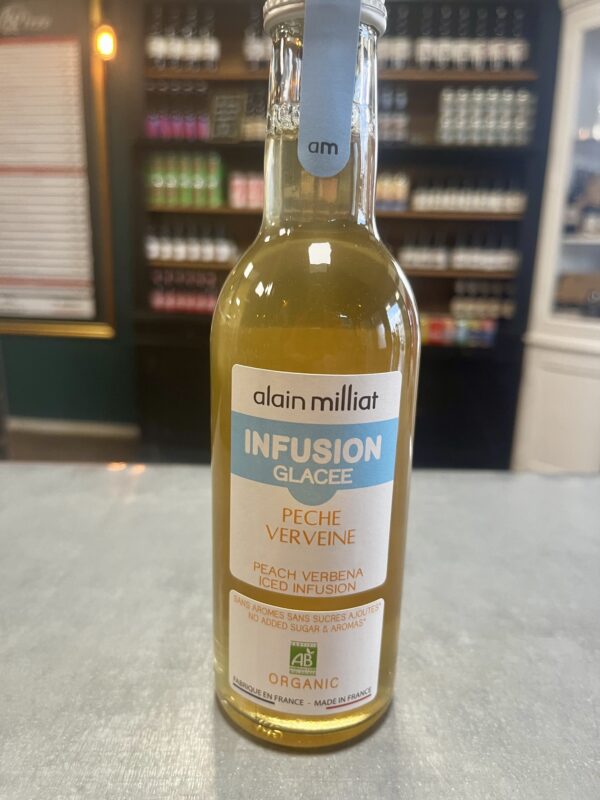 am
alain milliat
INFUSION
GLACEE
PECHE
VERVEINE
PEACH VERBENA
ICED INFUSION
SANS AROMES SANS SUCRES AJOUTES*
NO ADDED SUGAR & AROMAS*
AB
ORGANIC
FABRIQUE EN FRANCE - MADE IN FRANCE